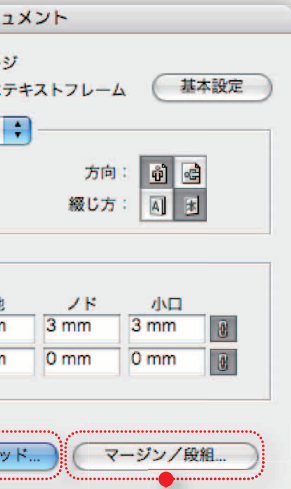 ュメント
ジ
テキストフレーム
基本設定
方向：
綴じ方：
ノド 小口
3 mm 3 mm
0 mm 0 mm
ッド... マージン／段組...